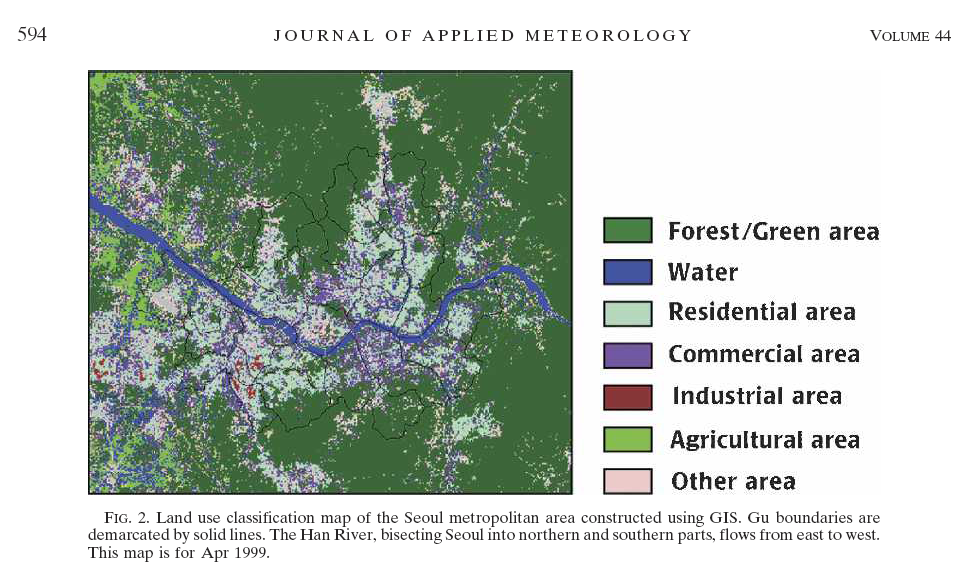 594
JOURNAL OF APPLIED METEOROLOGY
VOLUME 44
Forest/Green area
Water
Residential area
Commercial area
Industrial area
Agricultural area
Other area
FIG. 2. Land use classification map of the Seoul metropolitan area constructed using GIS. Gu boundaries are
demarcated by solid lines. The Han River, bisecting Seoul into northern and southern parts, flows from east to west.
This map is for Apr 1999.